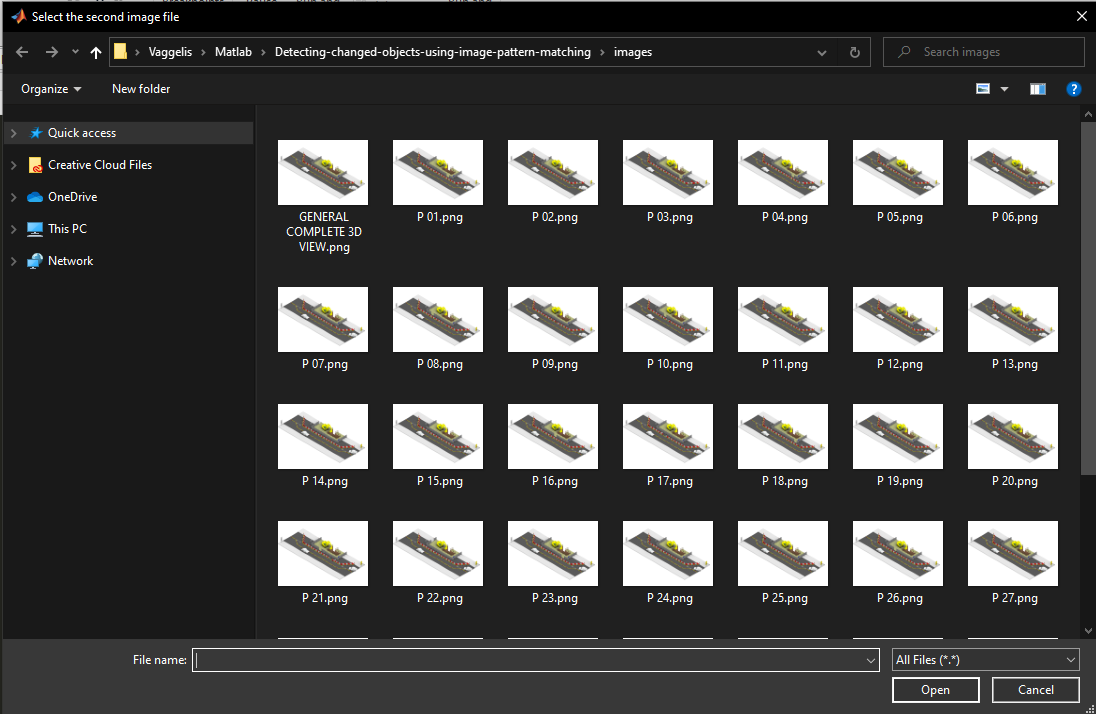 Select the second image file
Vaggelis
Matlab
Detecting-changed-objects-using-image-pattern-matching
images
Search images
Organize
New folder
?
Quick access
Creative Cloud Files
OneDrive
This PC
Network
GENERAL
COMPLETE 3D
VIEW.png
P 01.png
P 02.png
P 03.png
P 04.png
P 05.png
P 06.png
P 07.png
P 08.png
P 09.png
P 10.png
P 11.png
P 12.png
P 13.png
P 14.png
P 15.png
P 16.png
P 17.png
P 18.png
P 19.png
P 20.png
P 21.png
P 22.png
P 23.png
P 24.png
P 25.png
P 26.png
P 27.png
File name:
All Files (*.*)
Open
Cancel